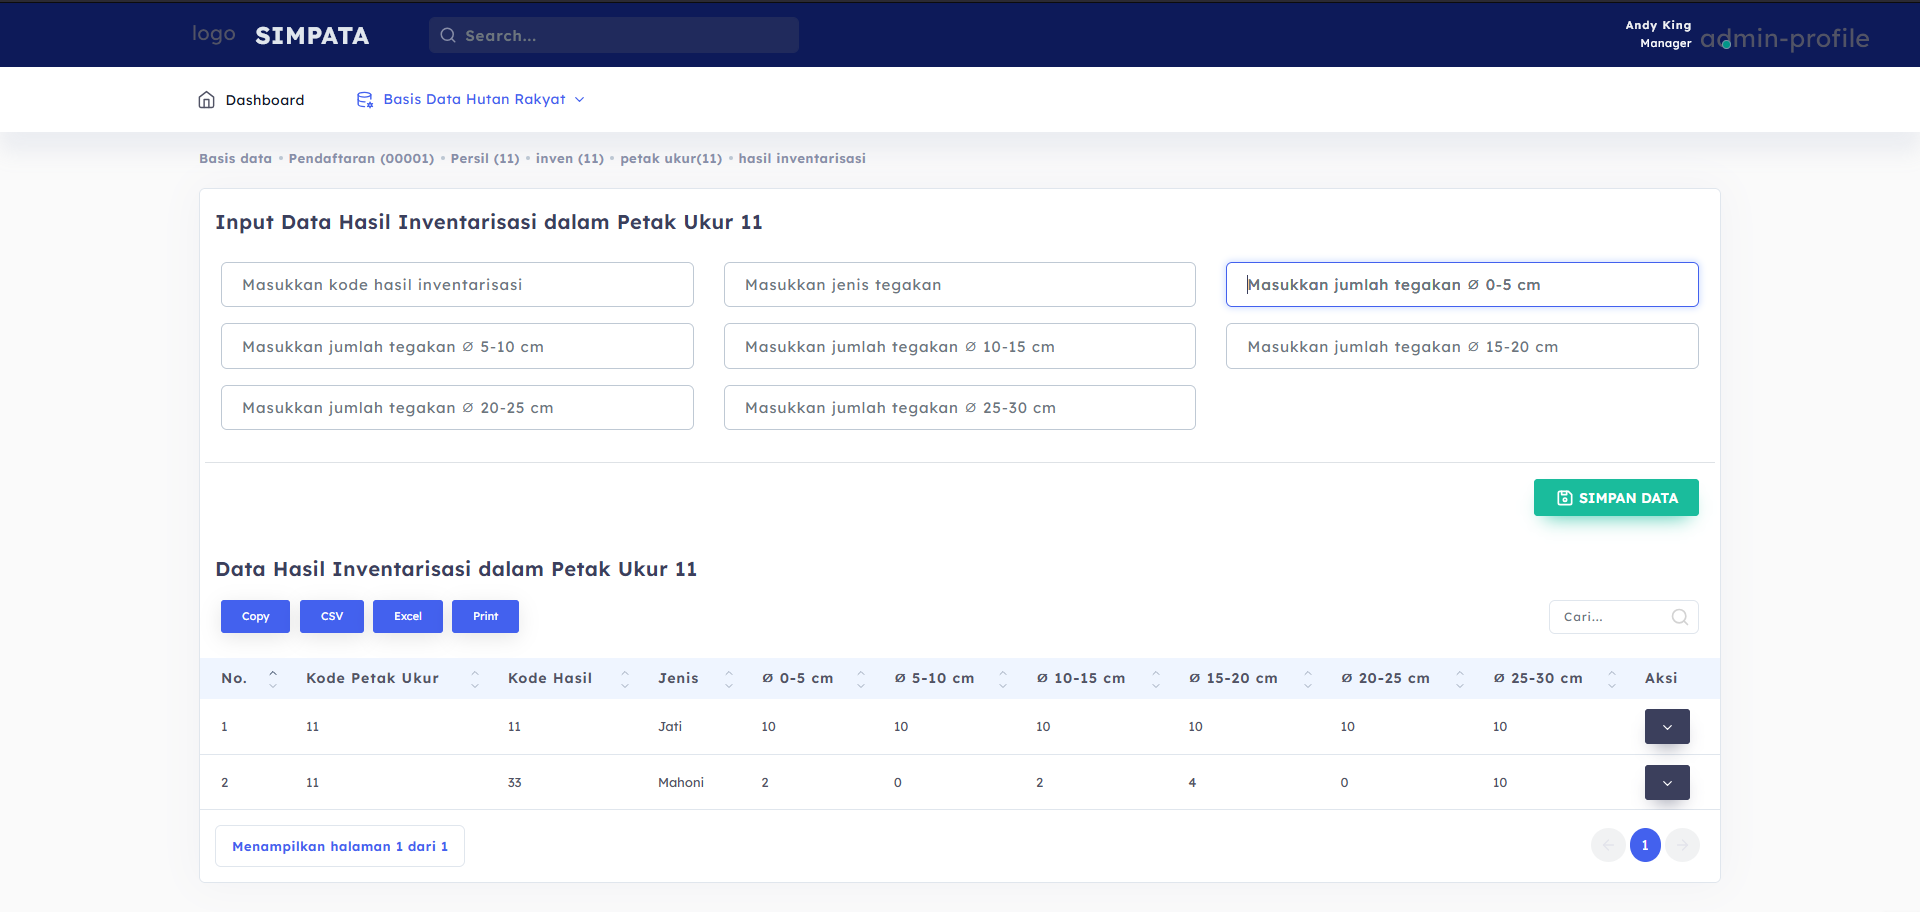 logo SIMPATA Search... Andy King
Manager admin-profile
Dashboard Basis Data Hutan Rakyat
Basis data • Pendaftaran (00001) • Persil (11) • inven (11) • petak ukur(11) • hasil inventarisasi
Input Data Hasil Inventarisasi dalam Petak Ukur 11
Masukkan kode hasil inventarisasi Masukkan jenis tegakan Masukkan jumlah tegakan ∅ 0-5 cm
Masukkan jumlah tegakan ∅ 5-10 cm Masukkan jumlah tegakan ∅ 10-15 cm Masukkan jumlah tegakan ∅ 15-20 cm
Masukkan jumlah tegakan ∅ 20-25 cm Masukkan jumlah tegakan ∅ 25-30 cm
SIMPAN DATA
Data Hasil Inventarisasi dalam Petak Ukur 11
Copy CSV Excel Print Cari...
No. Kode Petak Ukur Kode Hasil Jenis ∅ 0-5 cm ∅ 5-10 cm ∅ 10-15 cm ∅ 15-20 cm ∅ 20-25 cm ∅ 25-30 cm Aksi
1 11 11 Jati 10 10 10 10 10 10
2 11 33 Mahoni 2 0 2 4 0 10
Menampilkan halaman 1 dari 1 1